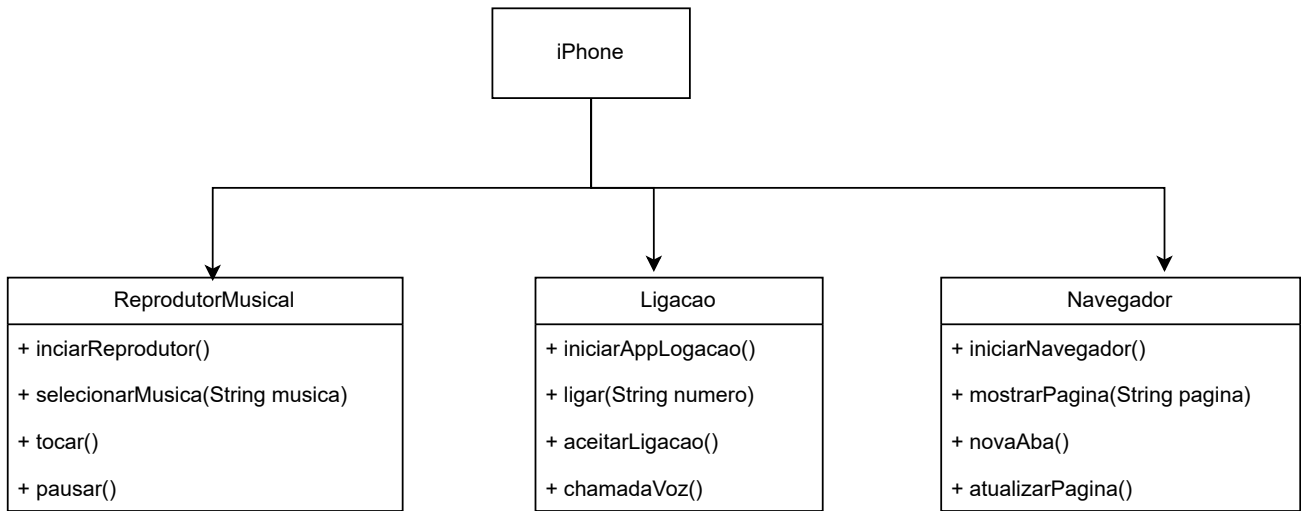 iPhone
ReprodutorMusical
+ inciarReprodutor()
+ selecionarMusica(String musica)
+ tocar()
+ pausar()
Ligacao
+ iniciarAppLogacao()
+ ligar(String numero)
+ aceitarLigacao()
+ chamadaVoz()
Navegador
+ iniciarNavegador()
+ mostrarPagina(String pagina)
+ novaAba()
+ atualizarPagina()